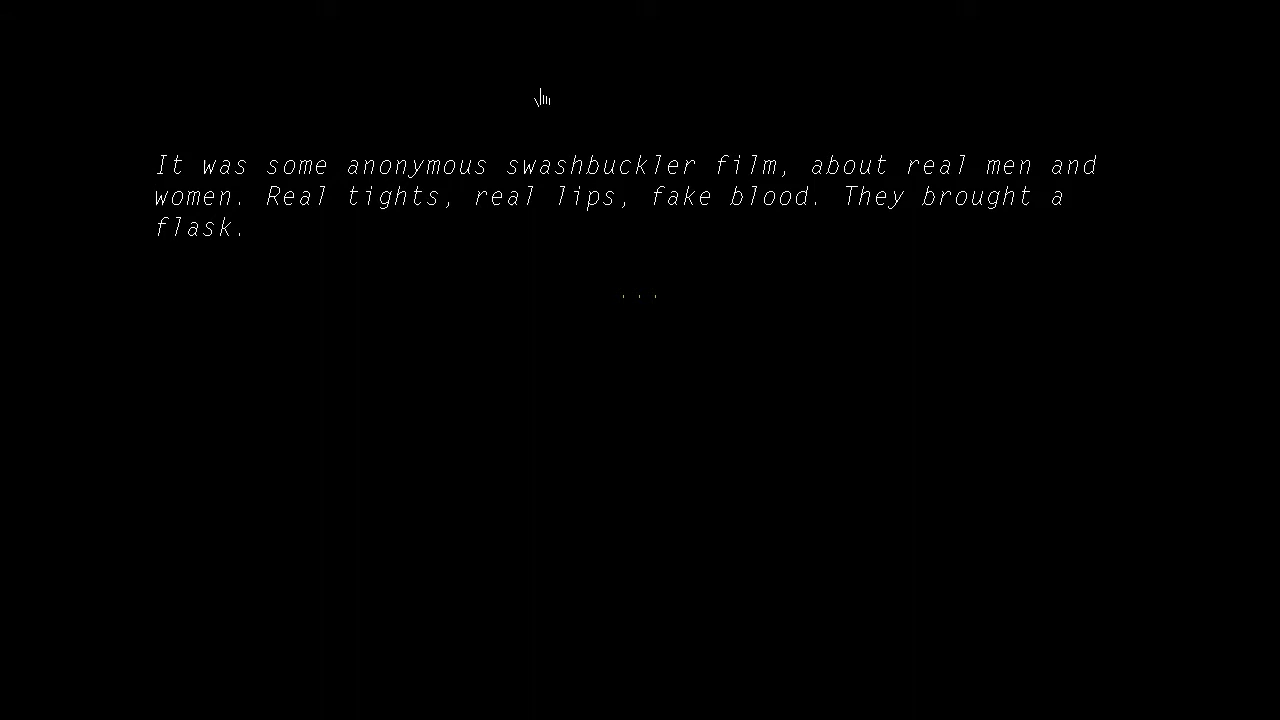 It was some anonymous swashbuckler film, about real men and
women. Real tights, real lips, fake blood. They brought a
flask.
...